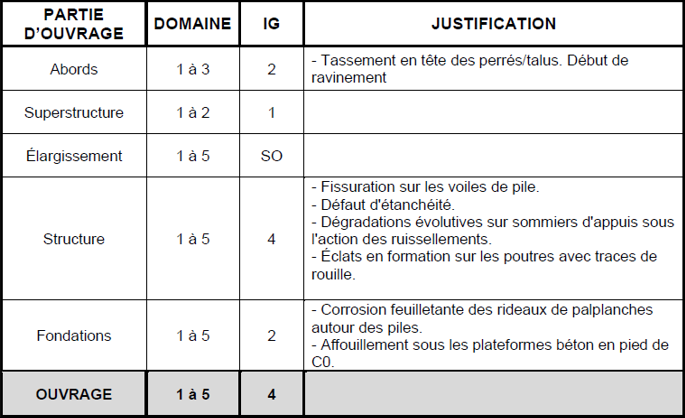 PARTIE D'OUVRAGE DOMAINE IG JUSTIFICATION
Abords 1 à 3 2 - Tassement en tête des perrés/talus. Début de
ravinement
Superstructure 1 à 2 1
Élargissement 1 à 5 SO
Structure 1 à 5 4 - Fissuration sur les voiles de pile.
- Défaut d'étanchéité.
- Dégradations évolutives sur sommiers d'appuis sous
l'action des ruissellements.
- Éclats en formation sur les poutres avec traces de
rouille.
Fondations 1 à 5 2 - Corrosion feuilletante des rideaux de palplanches
autour des piles.
- Affouillement sous les plateformes béton en pied de
C0.
OUVRAGE 1 à 5 4